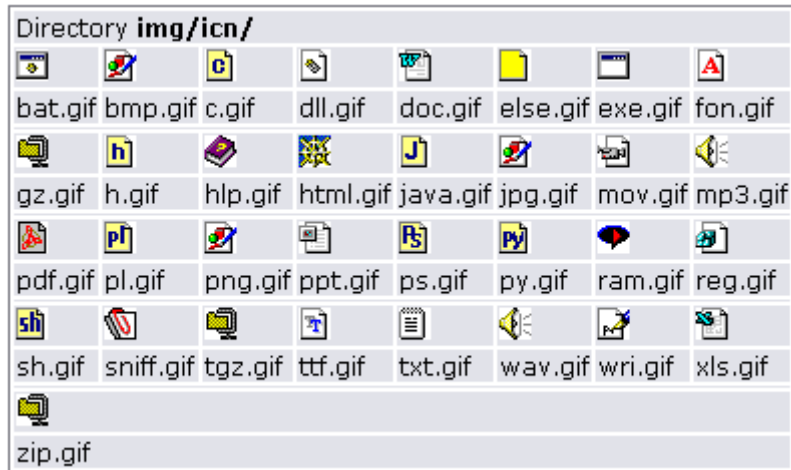 Directory img/icn/
bat.gif bmp.gif c.gif dll.gif doc.gif else.gif exe.gif fon.gif
gz.gif h.gif hlp.gif html.gif java.gif jpg.gif mov.gif mp3.gif
pdf.gif pl.gif png.gif ppt.gif ps.gif py.gif ram.gif reg.gif
sh.gif sniff.gif tgz.gif ttf.gif txt.gif wav.gif wri.gif xls.gif
zip.gif